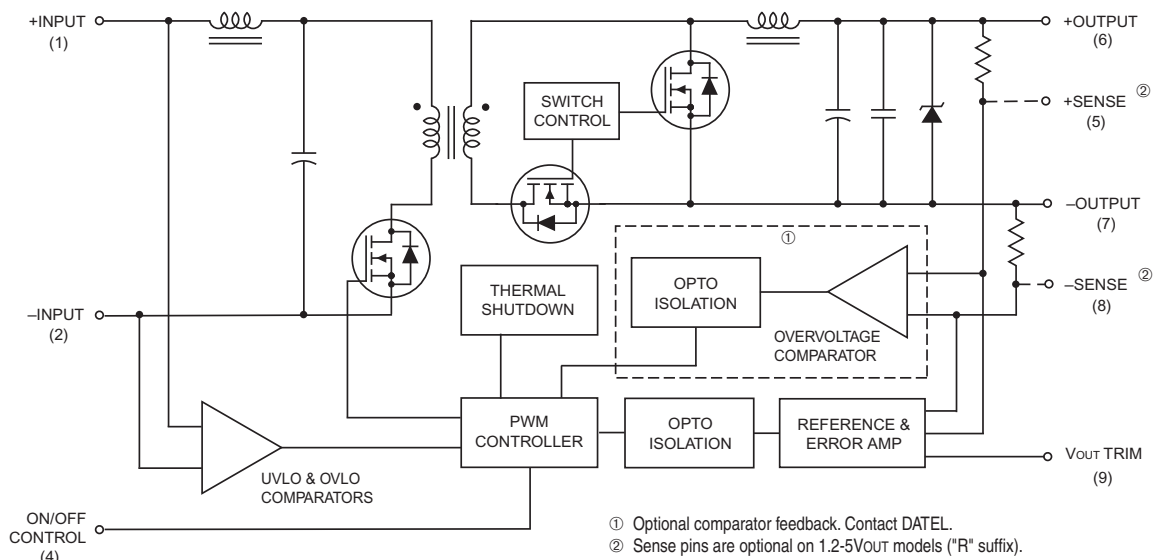 +INPUT
(1)
+OUTPUT
(6)
SWITCH
CONTROL
+SENSE ②
(5)
–OUTPUT
(7)
①
OPTO
ISOLATION
THERMAL
SHUTDOWN
–SENSE ②
(8)
–INPUT
(2)
OVERVOLTAGE
COMPARATOR
PWM
CONTROLLER
OPTO
ISOLATION
REFERENCE &
ERROR AMP
VOUT TRIM
(9)
UVLO & OVLO
COMPARATORS
ON/OFF
CONTROL
(4)
① Optional comparator feedback. Contact DATEL.
② Sense pins are optional on 1.2-5VOUT models ("R" suffix).